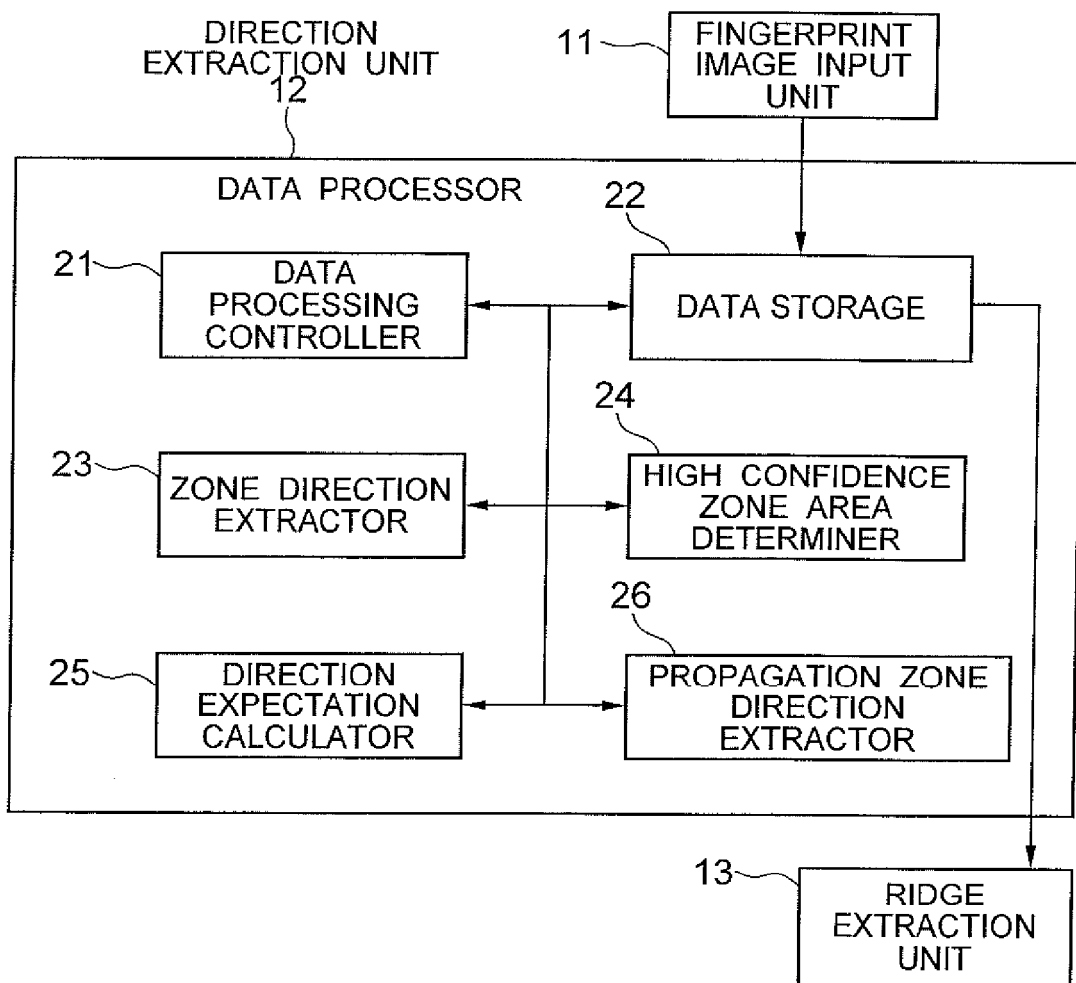 DIRECTION
EXTRACTION UNIT
12
11
FINGERPRINT
IMAGE INPUT
UNIT
DATA PROCESSOR
21
DATA
PROCESSING
CONTROLLER
22
DATA STORAGE
23
ZONE DIRECTION
EXTRACTOR
24
HIGH CONFIDENCE
ZONE AREA
DETERMINER
25
DIRECTION
EXPECTATION
CALCULATOR
26
PROPAGATION ZONE
DIRECTION
EXTRACTOR
13
RIDGE
EXTRACTION
UNIT